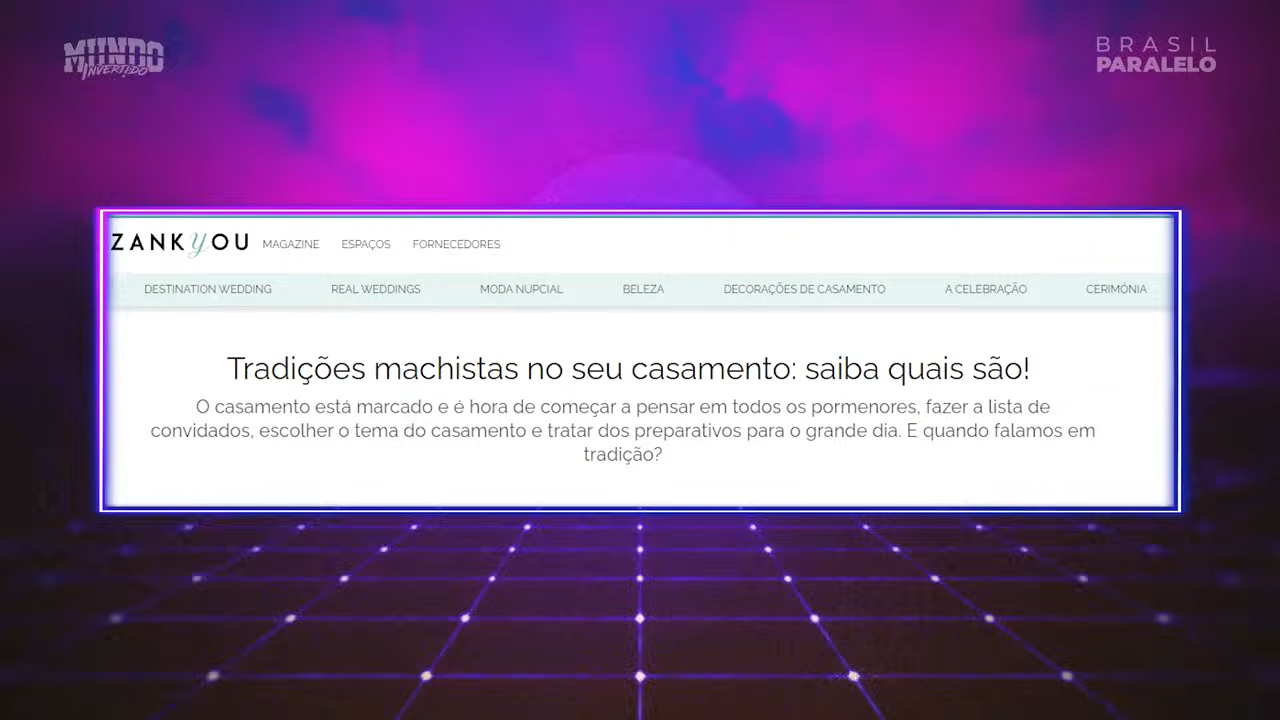 MUNDO
INVERTIDO
BRASIL
PARALELO
ZANKYOU
MAGAZINE ESPAÇOS FORNECEDORES
DESTINATION WEDDING REAL WEDDINGS MODA NUPCIAL BELEZA DECORAÇÕES DE CASAMENTO A CELEBRAÇÃO CERIMÓNIA
Tradições machistas no seu casamento: saiba quais são!
O casamento está marcado e é hora de começar a pensar em todos os pormenores, fazer a lista de
convidados, escolher o tema do casamento e tratar dos preparativos para o grande dia. E quando falamos em
tradição?